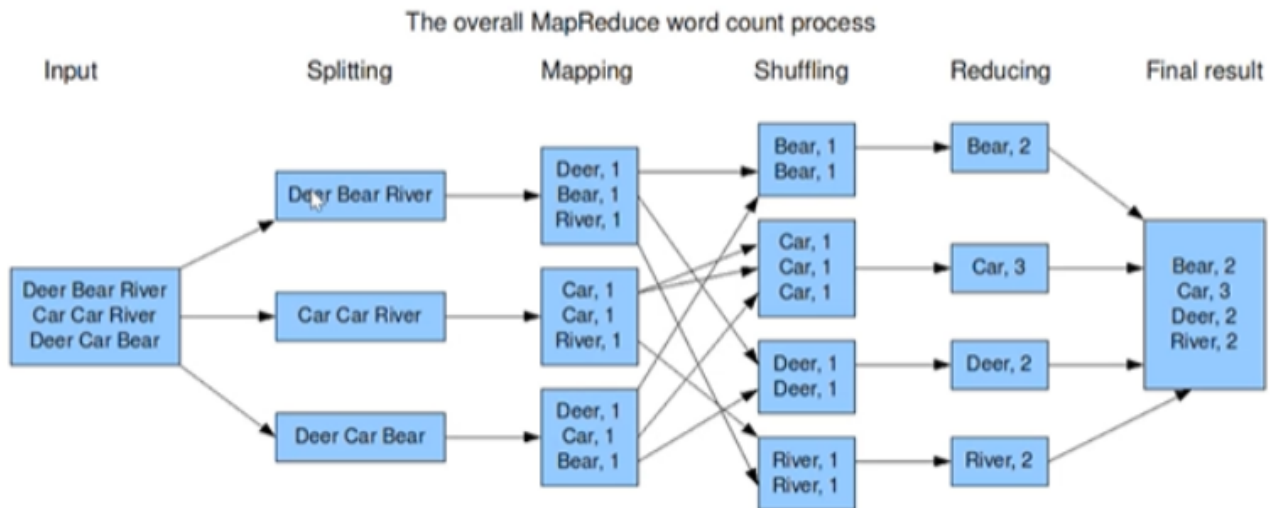 The overall MapReduce word count process
Input
Splitting
Mapping
Shuffling
Reducing
Final result
Deer Bear River
Car Car River
Deer Car Bear
Deer Bear River
Car Car River
Deer Car Bear
Deer, 1
Bear, 1
River, 1
Car, 1
Car, 1
River, 1
Deer, 1
Car, 1
Bear, 1
Bear, 1
Bear, 1
Car, 1
Car, 1
Car, 1
Deer, 1
Deer, 1
River, 1
River, 1
Bear, 2
Car, 3
Deer, 2
River, 2
Bear, 2
Car, 3
Deer, 2
River, 2